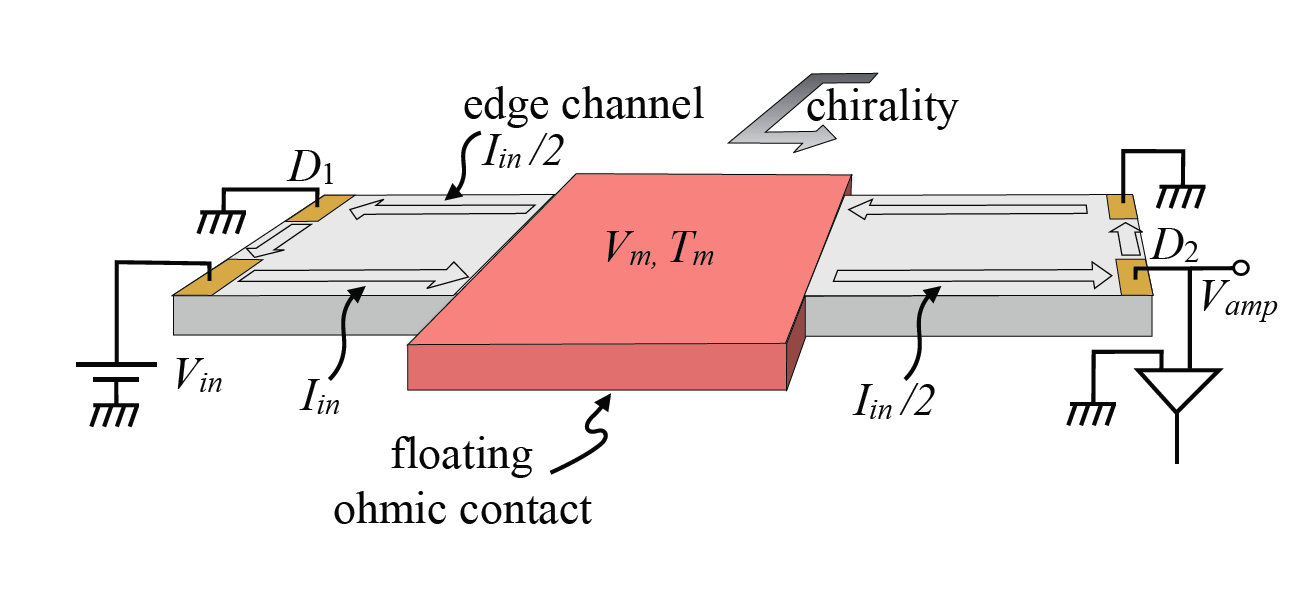 edge channel
chirality
I_in /2
D_1
V_m, T_m
D_2
V_amp
V_in
I_in
I_in /2
floating
ohmic contact